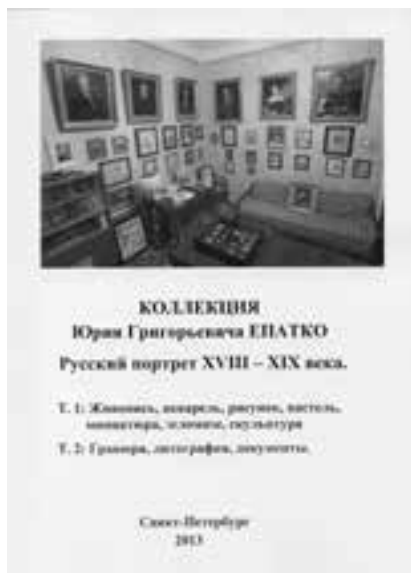 КОЛЛЕКЦИЯ
Юрия Григорьевича ЕПАТКО
Русский портрет XVIII – XIX века.
Т. 1: Живопись, акварель, рисунок, пастель,
миниатюра, эстампы, скульптура
Т. 2: Гравюра, литография, документы.
Санкт-Петербург
2013